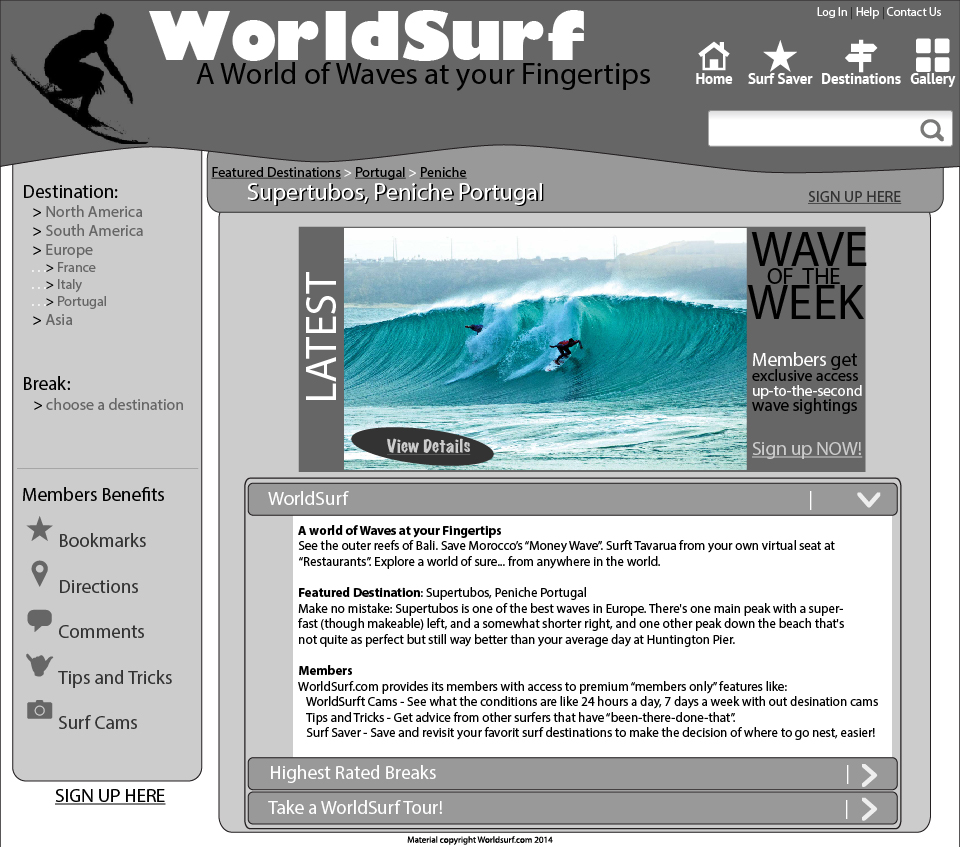 Log In | Help | Contact Us
WorldSurf
A World of Waves at your Fingertips
Home Surf Saver Destinations Gallery
Featured Destinations > Portugal > Peniche
Supertubos, Peniche Portugal
SIGN UP HERE
Destination:
> North America
> South America
> Europe
...> France
...> Italy
...> Portugal
> Asia
Break:
> choose a destination
Members Benefits
Bookmarks
Directions
Comments
Tips and Tricks
Surf Cams
SIGN UP HERE
LATEST
View Details
WAVE
OF THE
WEEK
Members get
exclusive access
up-to-the-second
wave sightings
Sign up NOW!
WorldSurf |
A world of Waves at your Fingertips
See the outer reefs of Bali. Save Morocco's “Money Wave”. Surft Tavarua from your own virtual seat at
“Restaurants”. Explore a world of sure... from anywhere in the world.
Featured Destination: Supertubos, Peniche Portugal
Make no mistake: Supertubos is one of the best waves in Europe. There's one main peak with a super-
fast (though makeable) left, and a somewhat shorter right, and one other peak down the beach that's
not quite as perfect but still way better than your average day at Huntington Pier.
Members
WorldSurf.com provides its members with access to premium “members only” features like:
WorldSurft Cams - See what the conditions are like 24 hours a day, 7 days a week with out desination cams
Tips and Tricks - Get advice from other surfers that have “been-there-done-that”.
Surf Saver - Save and revisit your favorit surf destinations to make the decision of where to go nest, easier!
Highest Rated Breaks |
Take a WorldSurf Tour! |
Material copyright Worldsurf.com 2014